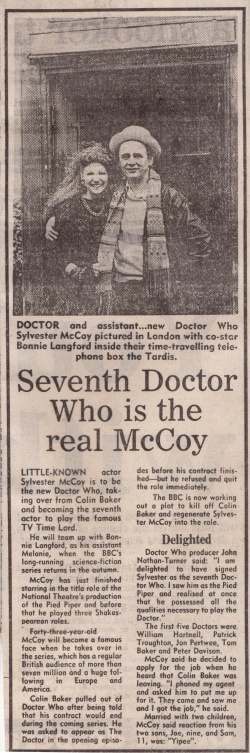 DOCTOR and assistant...new Doctor Who
Sylvester McCoy pictured in London with co-star
Bonnie Langford inside their time-travelling tele-
phone box the Tardis.
Seventh Doctor
Who is the
real McCoy
LITTLE-KNOWN actor
Sylvester McCoy is to be
the new Doctor Who, tak-
ing over from Colin Baker
and becoming the seventh
actor to play the famous
TV Time Lord.
He will team up with Bon-
nie Langford, as his assistant
Melanie, when the BBC's
long-running science-fiction
series returns in the autumn.
McCoy has just finished
starring in the title role of the
National Theatre's production
of the Pied Piper and before
that he played three Shakes-
pearean roles.
Forty-three-year-old
McCoy will become a famous
face when he takes over in
the series, which has a regular
British audience of more than
seven million and a huge fol-
lowing in Europe and
America.
Colin Baker pulled out of
Doctor Who after being told
that his contract would end
during the coming series. He
was asked to appear as The
Doctor in the opening episo-
des before his contract finis-
hed—but he refused and quit
the role immediately.
The BBC is now working
out a plot to kill off Colin
Baker and regenerate Sylves-
ter McCoy into the role.
Delighted
Doctor Who producer John
Nathan-Turner said: "I am
delighted to have signed
Sylvester as the seventh Doc-
tor Who. I saw him as the Pied
Piper and realised at once
that he possessed all the
qualities necessary to play the
Doctor."
The first five Doctors were
William Hartnell, Patrick
Troughton, Jon Pertwee, Tom
Baker and Peter Davison.
McCoy said he decided to
apply for the job when he
heard that Colin Baker was
leaving. "I phoned my agent
and asked him to put me up
for it. They came and saw me
and I got the job", he said.
Married with two children,
McCoy said reaction from his
two sons, Joe, nine, and Sam,
11, was: "Yipee".